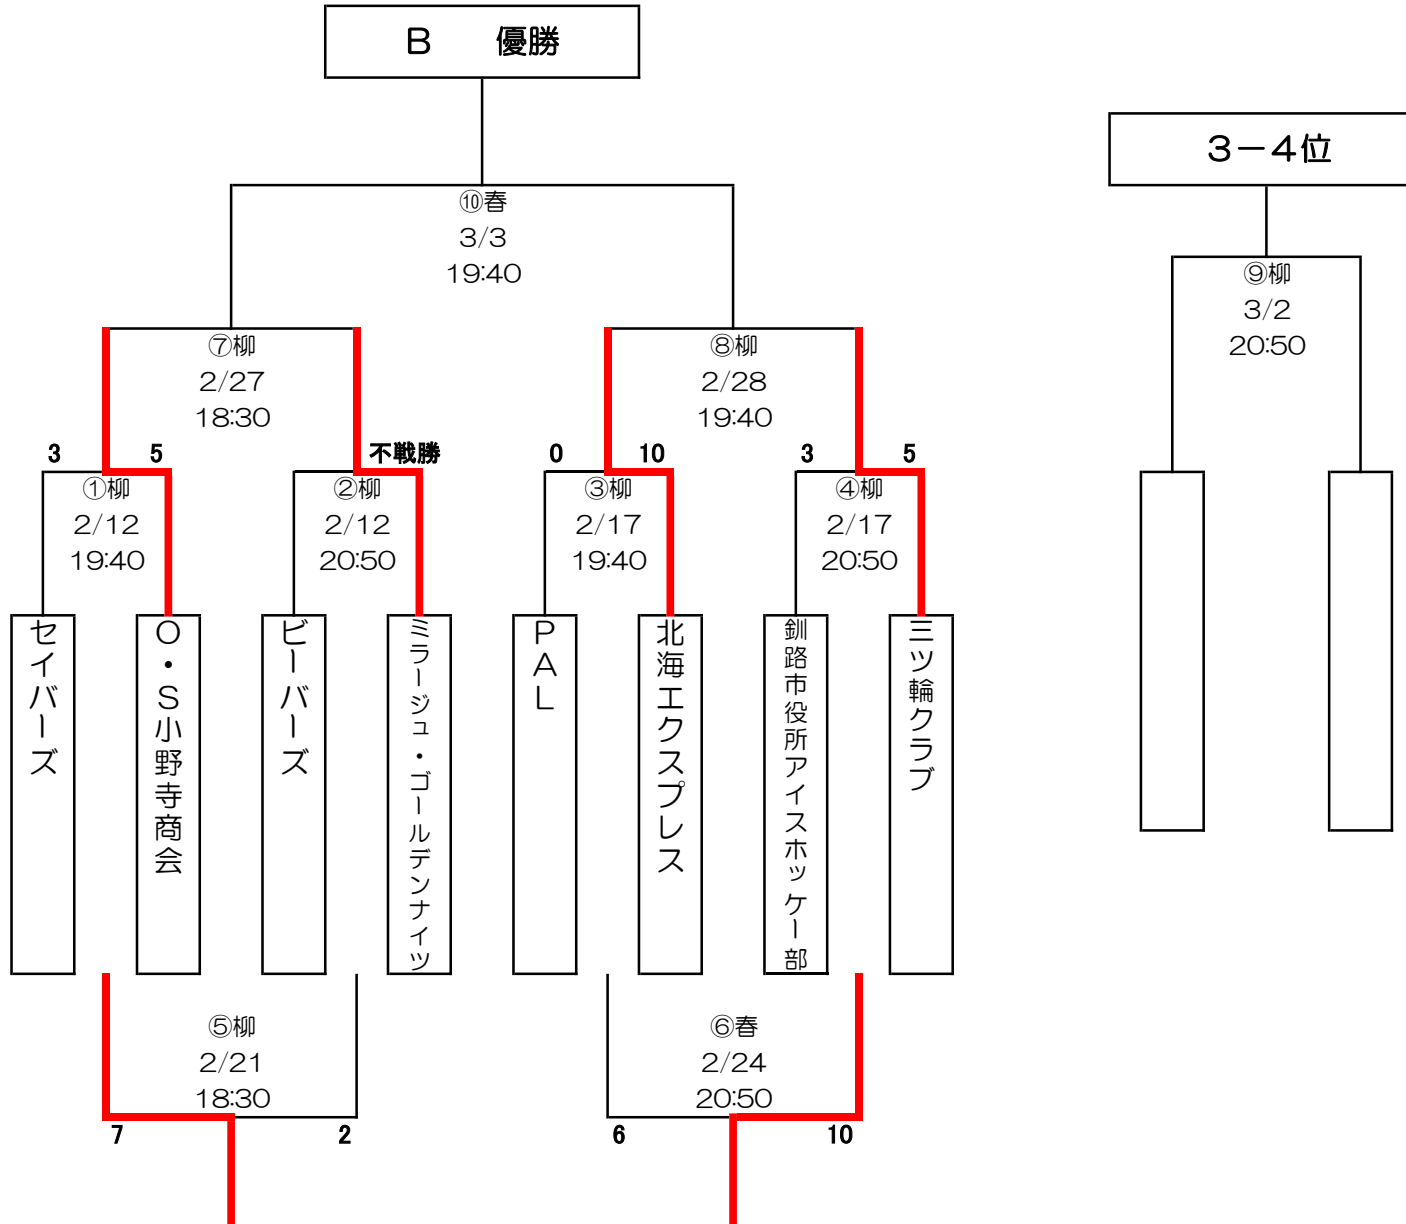 B 優勝
3－4位
⑩春
3/3
19:40
⑨柳
3/2
20:50
⑦柳
2/27
18:30
⑧柳
2/28
19:40
3 5 不戦勝 0 10 3 5
①柳
2/12
19:40
②柳
2/12
20:50
③柳
2/17
19:40
④柳
2/17
20:50
セイバーズ
O・S小野寺商会
ビーバーズ
ミラージュ・ゴールデンナイツ
PAL
北海エクスプレス
釧路市役所アイスホッケー部
三ツ輪クラブ
⑤柳
2/21
18:30
⑥春
2/24
20:50
7 2 6 10